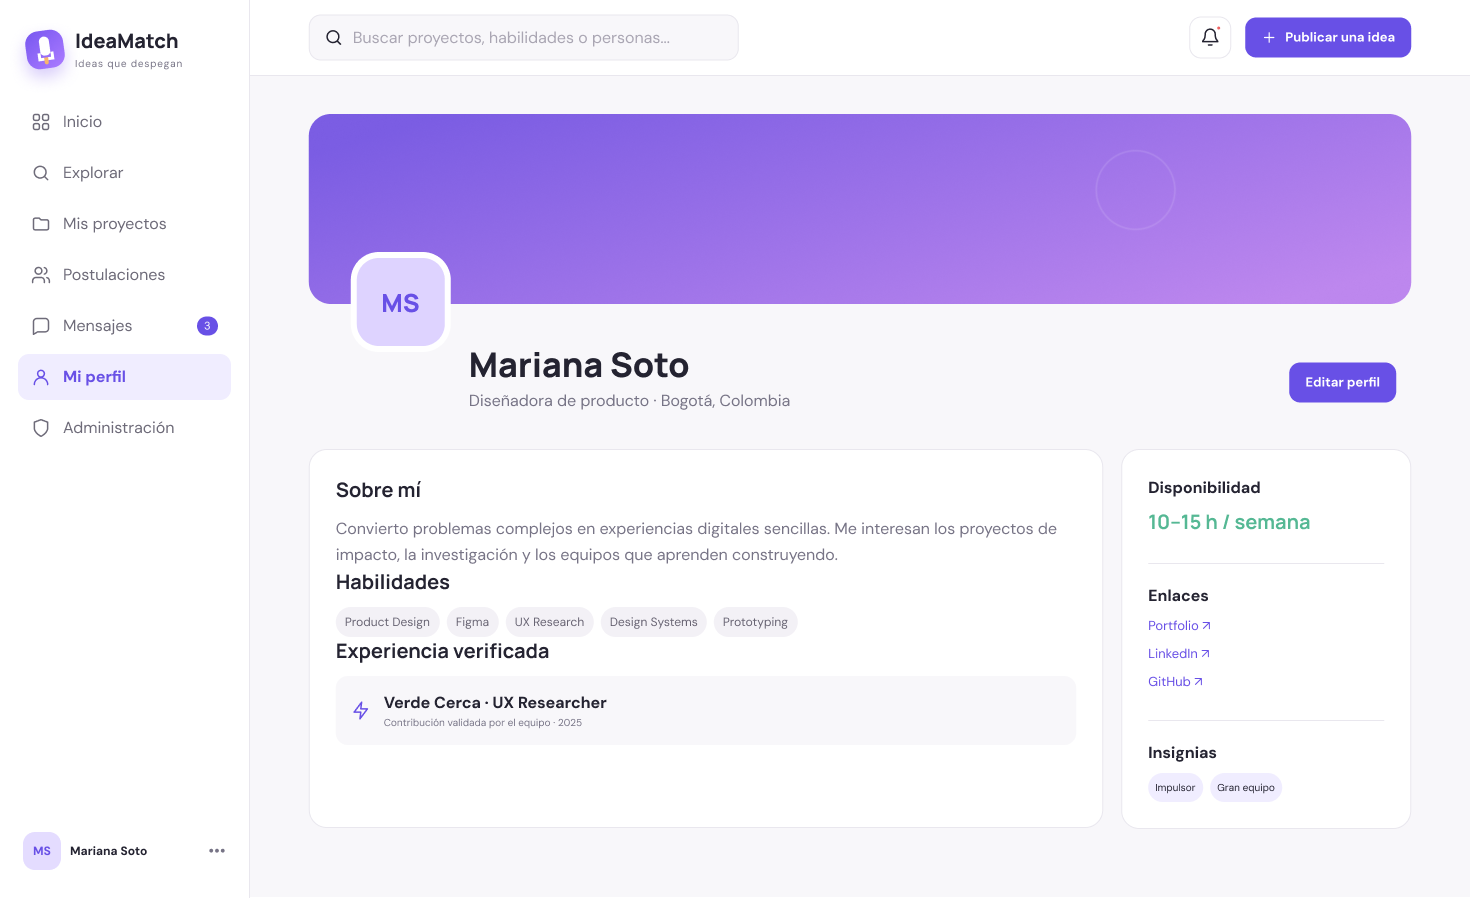 IdeaMatch
Ideas que despegan
Inicio
Explorar
Mis proyectos
Postulaciones
Mensajes 3
Mi perfil
Administración
MS Mariana Soto
Buscar proyectos, habilidades o personas...
Publicar una idea
MS
Mariana Soto
Diseñadora de producto · Bogotá, Colombia
Editar perfil
Sobre mí
Convierto problemas complejos en experiencias digitales sencillas. Me interesan los proyectos de
impacto, la investigación y los equipos que aprenden construyendo.
Habilidades
Product Design Figma UX Research Design Systems Prototyping
Experiencia verificada
Verde Cerca · UX Researcher
Contribución validada por el equipo · 2025
Disponibilidad
10–15 h / semana
Enlaces
Portfolio
LinkedIn
GitHub
Insignias
Impulsor Gran equipo